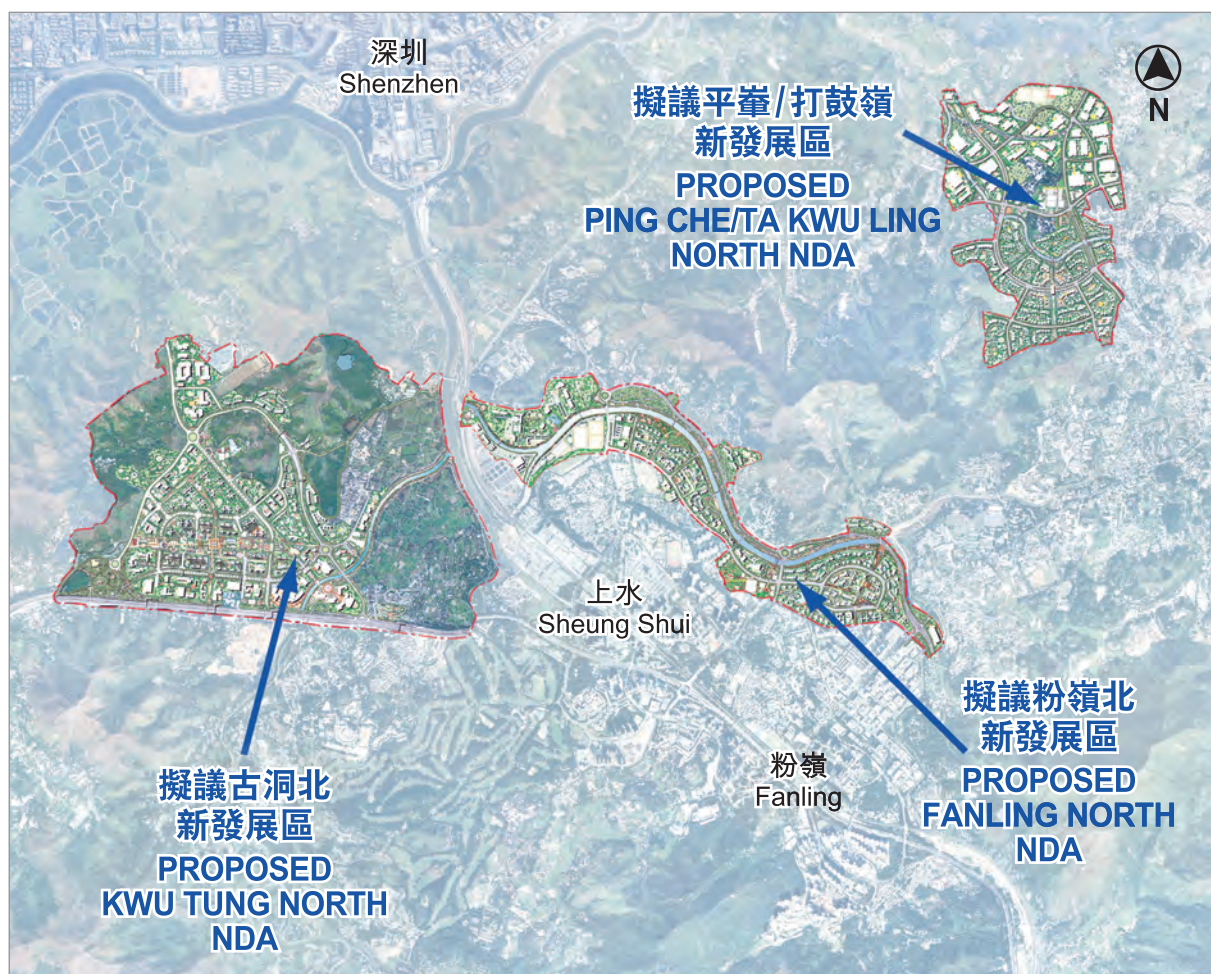 深圳
Shenzhen
擬議平輋/打鼓嶺
新發展區
PROPOSED
PING CHE/TA KWU LING
NORTH NDA
N
上水
Sheung Shui
擬議粉嶺北
新發展區
PROPOSED
FANLING NORTH
NDA
粉嶺
Fanling
擬議古洞北
新發展區
PROPOSED
KWU TUNG NORTH
NDA